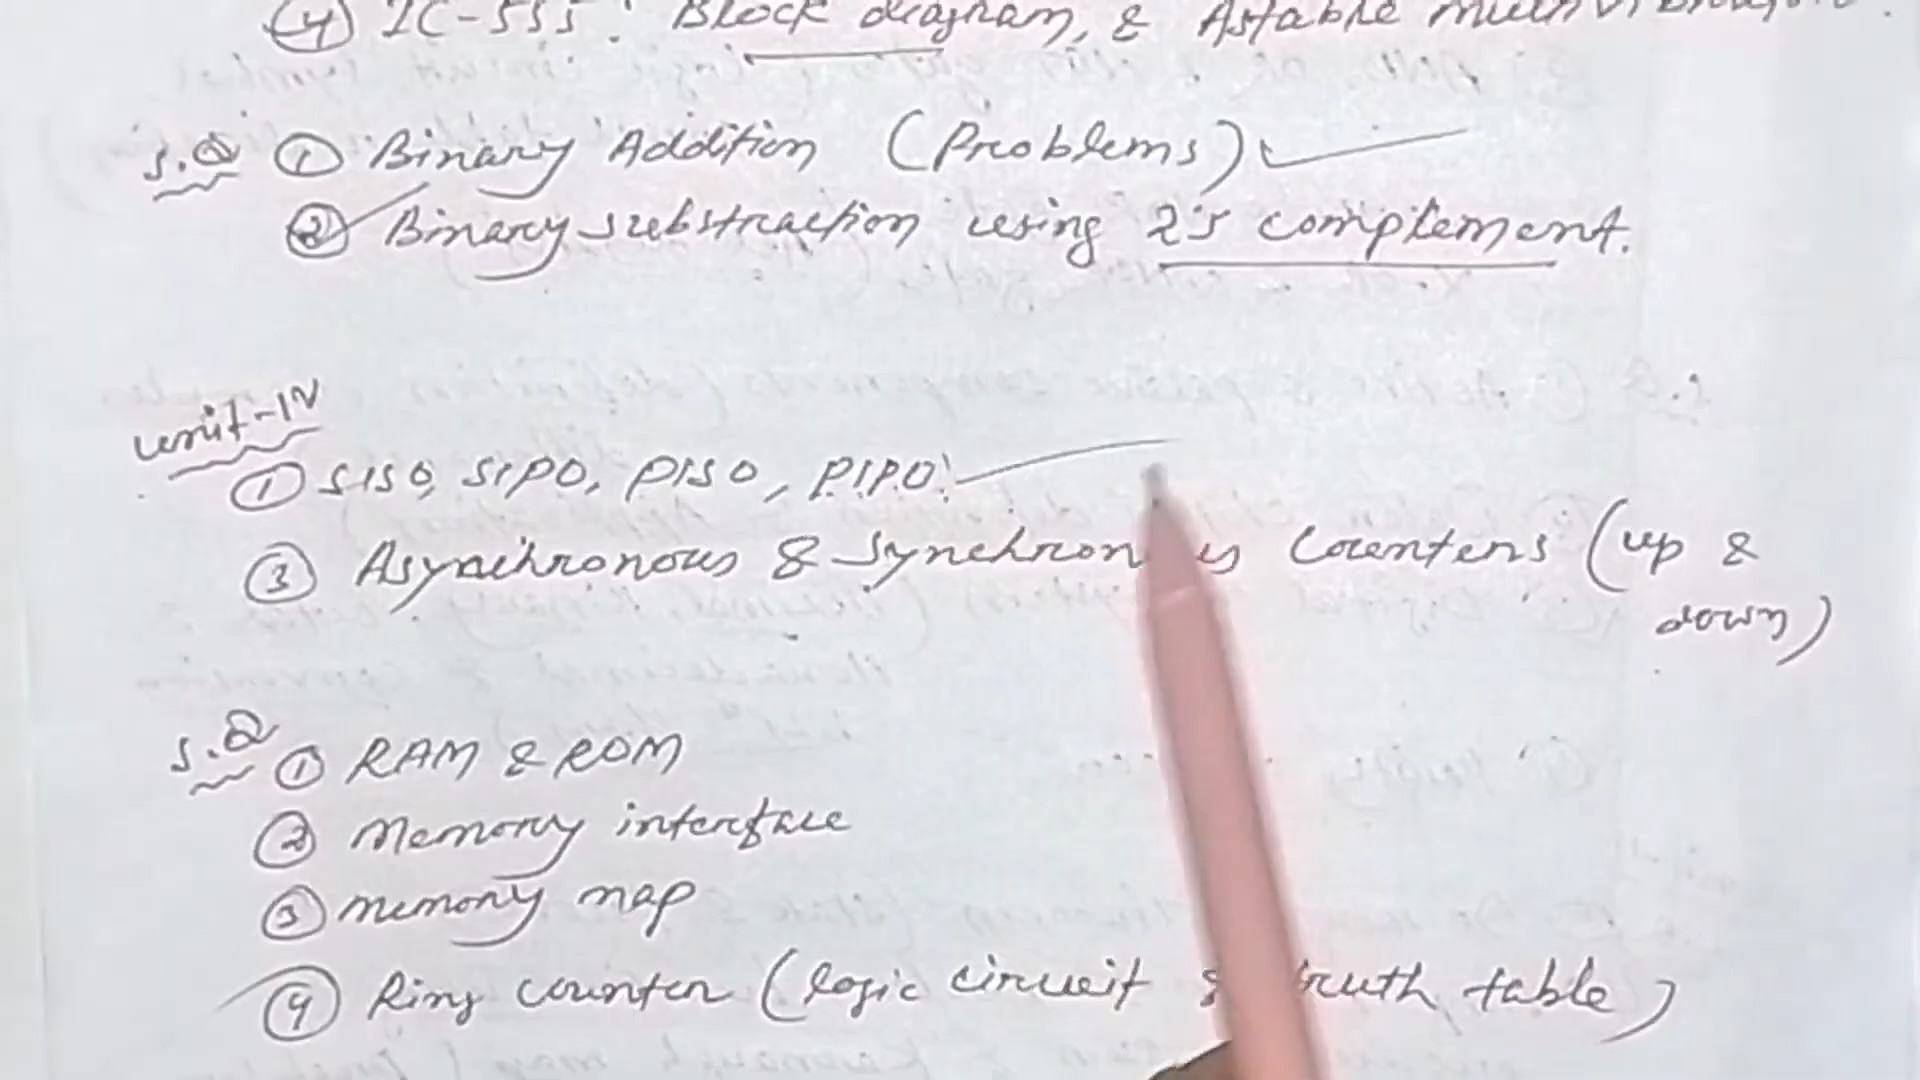 (4) IC-555: Block diagram, & Astable multivibrator.
S.Q (1) Binary Addition (Problems)
(2) Binary substraction using 2's complement.
Unit-IV
(1) SISO, SIPO, PISO, PIPO
(3) Asynchronous & Synchronous Counters (up &
down)
S.Q (1) RAM & ROM
(2) Memory interface
(3) Memory map
(4) Ring counter (logic circuit & truth table)